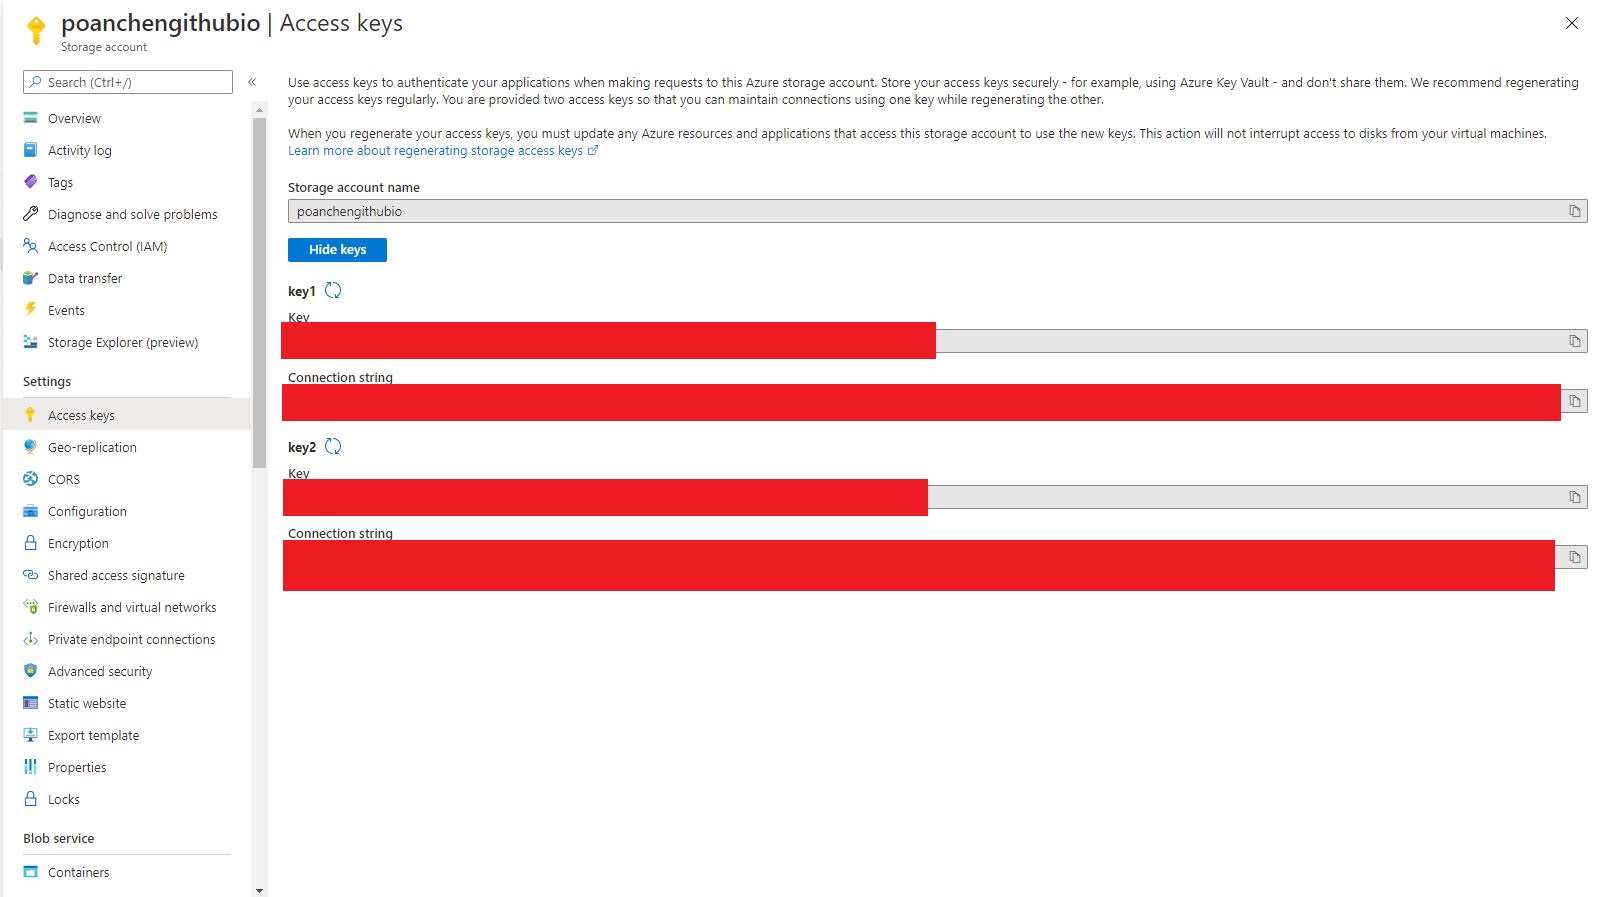 poanchengithubio | Access keys
Storage account
Search (Ctrl+/)
«
Overview
Activity log
Tags
Diagnose and solve problems
Access Control (IAM)
Data transfer
Events
Storage Explorer (preview)
Settings
Access keys
Geo-replication
CORS
Configuration
Encryption
Shared access signature
Firewalls and virtual networks
Private endpoint connections
Advanced security
Static website
Export template
Properties
Locks
Blob service
Containers
Use access keys to authenticate your applications when making requests to this Azure storage account. Store your access keys securely - for example, using Azure Key Vault - and don't share them. We recommend regenerating
your access keys regularly. You are provided two access keys so that you can maintain connections using one key while regenerating the other.
When you regenerate your access keys, you must update any Azure resources and applications that access this storage account to use the new keys. This action will not interrupt access to disks from your virtual machines.
Learn more about regenerating storage access keys
Storage account name
poanchengithubio
Hide keys
key1
Key
Connection string
key2
Key
Connection string